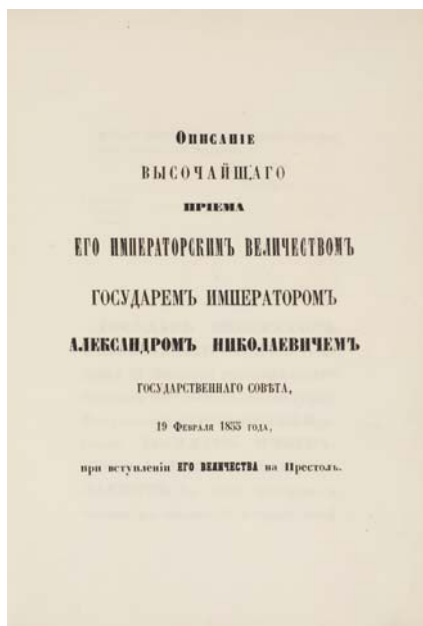 Описаніе
ВЫСОЧАЙШАГО
ПРІЕМА
ЕГО ИМПЕРАТОРСКИМЪ ВЕЛИЧЕСТВОМЪ
ГОСУДАРЕМЪ ИМПЕРАТОРОМЪ
АЛЕКСАНДРОМЪ НИКОЛАЕВИЧЕМЪ
ГОСУДАРСТВЕННАГО СОВѢТА,
19 Февраля 1855 года,
при вступленіи ЕГО ВЕЛИЧЕСТВА на Престолъ.